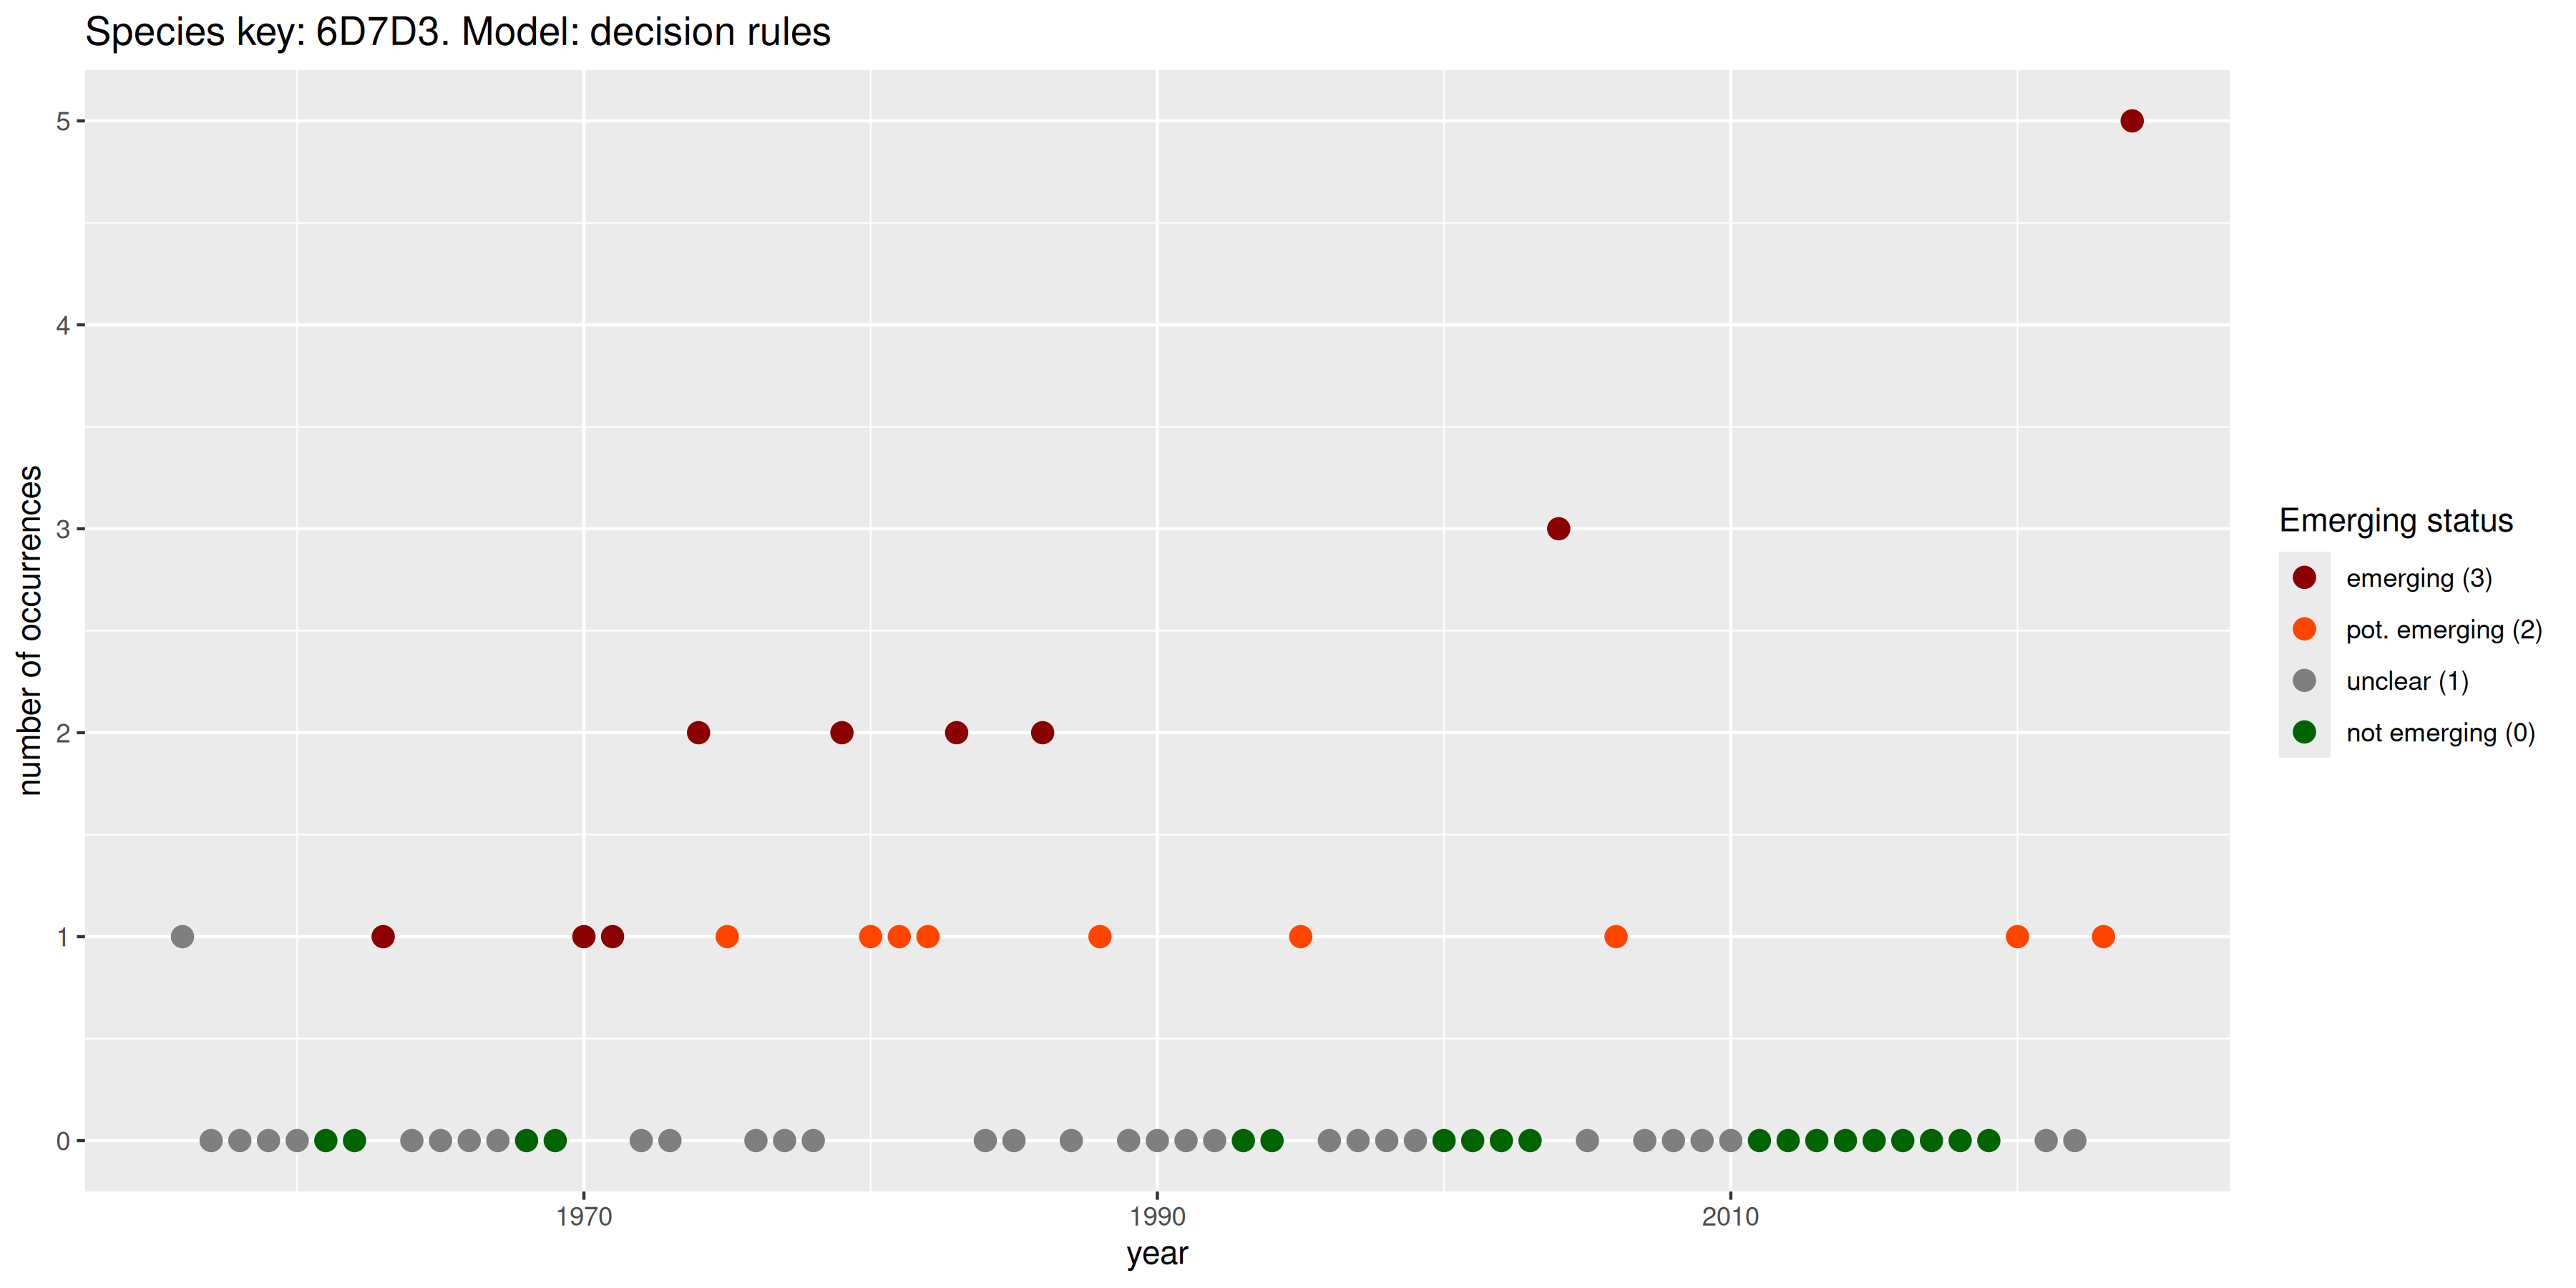 Species key: 6D7D3. Model: decision rules
number of occurrences
5
4
3
2
1
0
1970
1990
2010
year
Emerging status
emerging (3)
pot. emerging (2)
unclear (1)
not emerging (0)